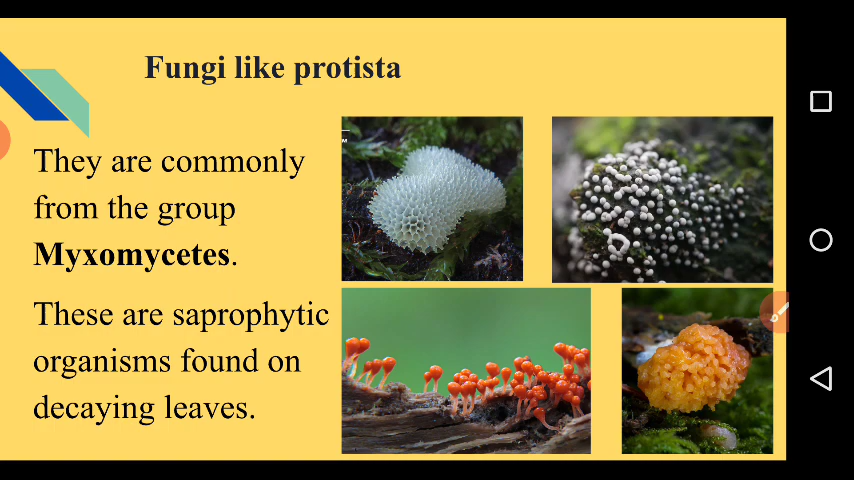 Fungi like protista
They are commonly
from the group
Myxomycetes.
These are saprophytic
organisms found on
decaying leaves.